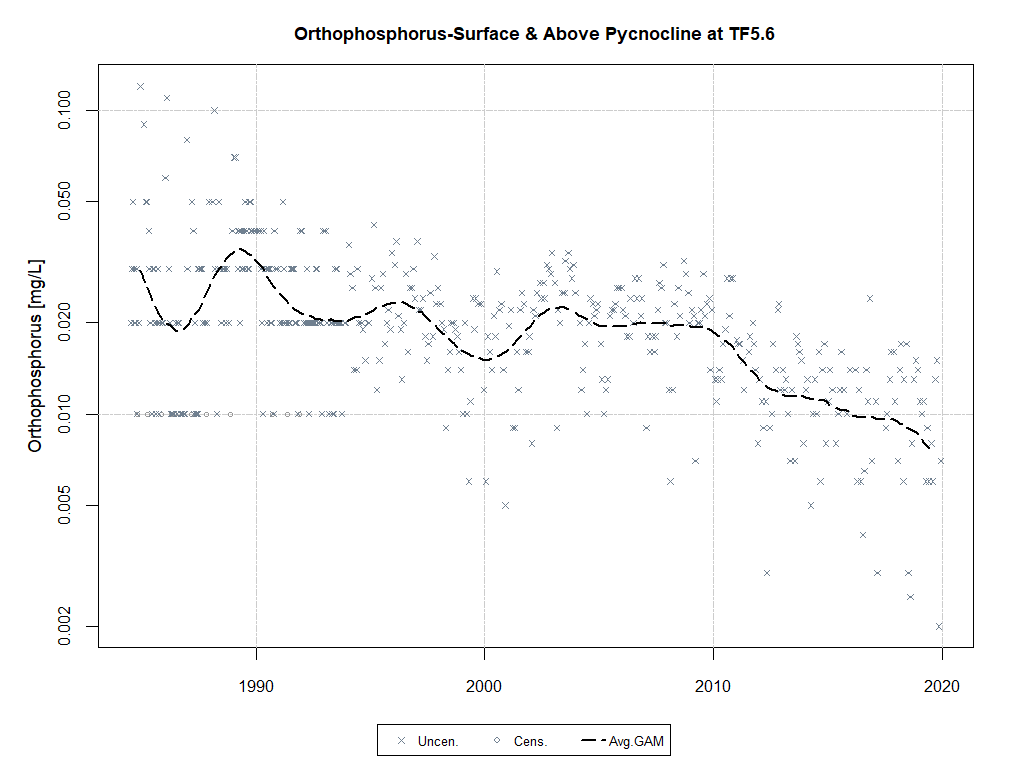 Orthophosphorus-Surface & Above Pycnocline at TF5.6
Orthophosphorus [mg/L]
0.100
0.050
0.020
0.010
0.005
0.002
1990 2000 2010 2020
Uncen. Cens. Avg.GAM